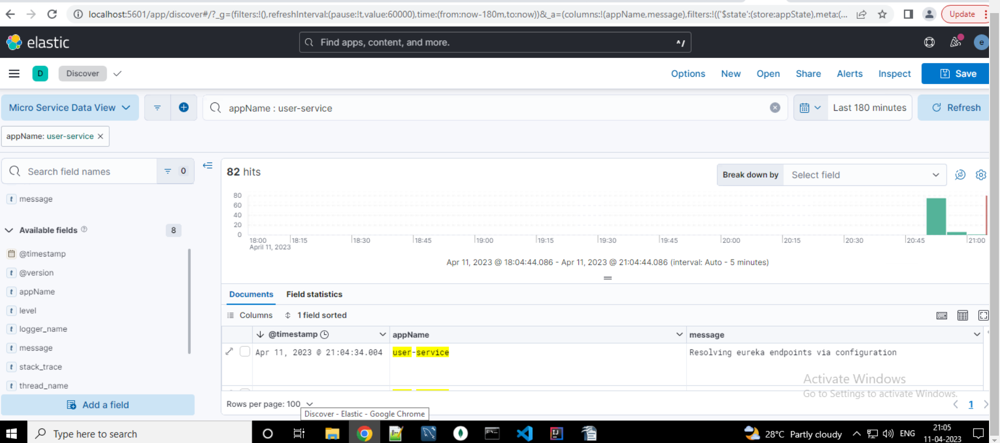 localhost:5601/app/discover#/?_g=(filters:!(),refreshInterval:(pause:!t,value:60000),time:(from:now-180m,to:now))&_a=(columns:!(appName,message),filters:!(('$state':(store:appState),meta:(...
Update
elastic
Find apps, content, and more.
^/
e
D
Discover
Options
New
Open
Share
Alerts
Inspect
Save
Micro Service Data View
appName : user-service
Last 180 minutes
Refresh
appName: user-service ×
Search field names
0
82 hits
Break down by
Select field
t message
Available fields
8
@timestamp
t @version
t appName
t level
t logger_name
t message
t stack_trace
t thread_name
Add a field
80
60
40
20
0
18:00
18:15
18:30
18:45
19:00
19:15
19:30
19:45
20:00
20:15
20:30
20:45
21:00
April 11, 2023
Apr 11, 2023 @ 18:04:44.086 - Apr 11, 2023 @ 21:04:44.086 (interval: Auto - 5 minutes)
Documents
Field statistics
Columns
1 field sorted
@timestamp
appName
message
Apr 11, 2023 @ 21:04:34.004
user-service
Resolving eureka endpoints via configuration
Activate Windows
Go to Settings to activate Windows.
Rows per page: 100
1
Discover - Elastic - Google Chrome
Type here to search
28°C Partly cloudy
ENG
21:05
11-04-2023